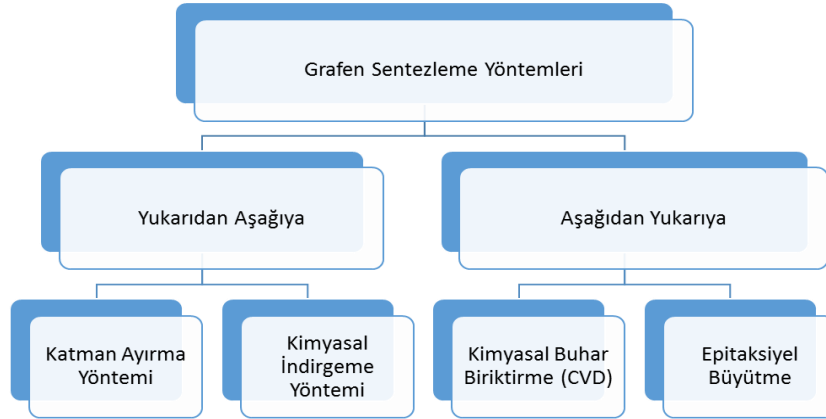 Grafen Sentezleme Yöntemleri
Yukarıdan Aşağıya
Aşağıdan Yukarıya
Katman Ayırma
Yöntemi
Kimyasal
İndirgeme
Yöntemi
Kimyasal Buhar
Biriktirme (CVD)
Epitaksiyel
Büyütme